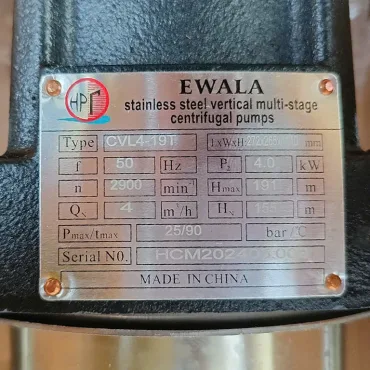 HP
EWALA
stainless steel vertical multi-stage
centrifugal pumps
Type CVL4-19T LxWxH mm
f 50 Hz P₂ 4.0 kW
n 2900 min⁻¹ Hmax 191 m
QN 4 m³/h HN m
Pmax/tmax 25/90 bar/C
Serial NO.
MADE IN CHINA